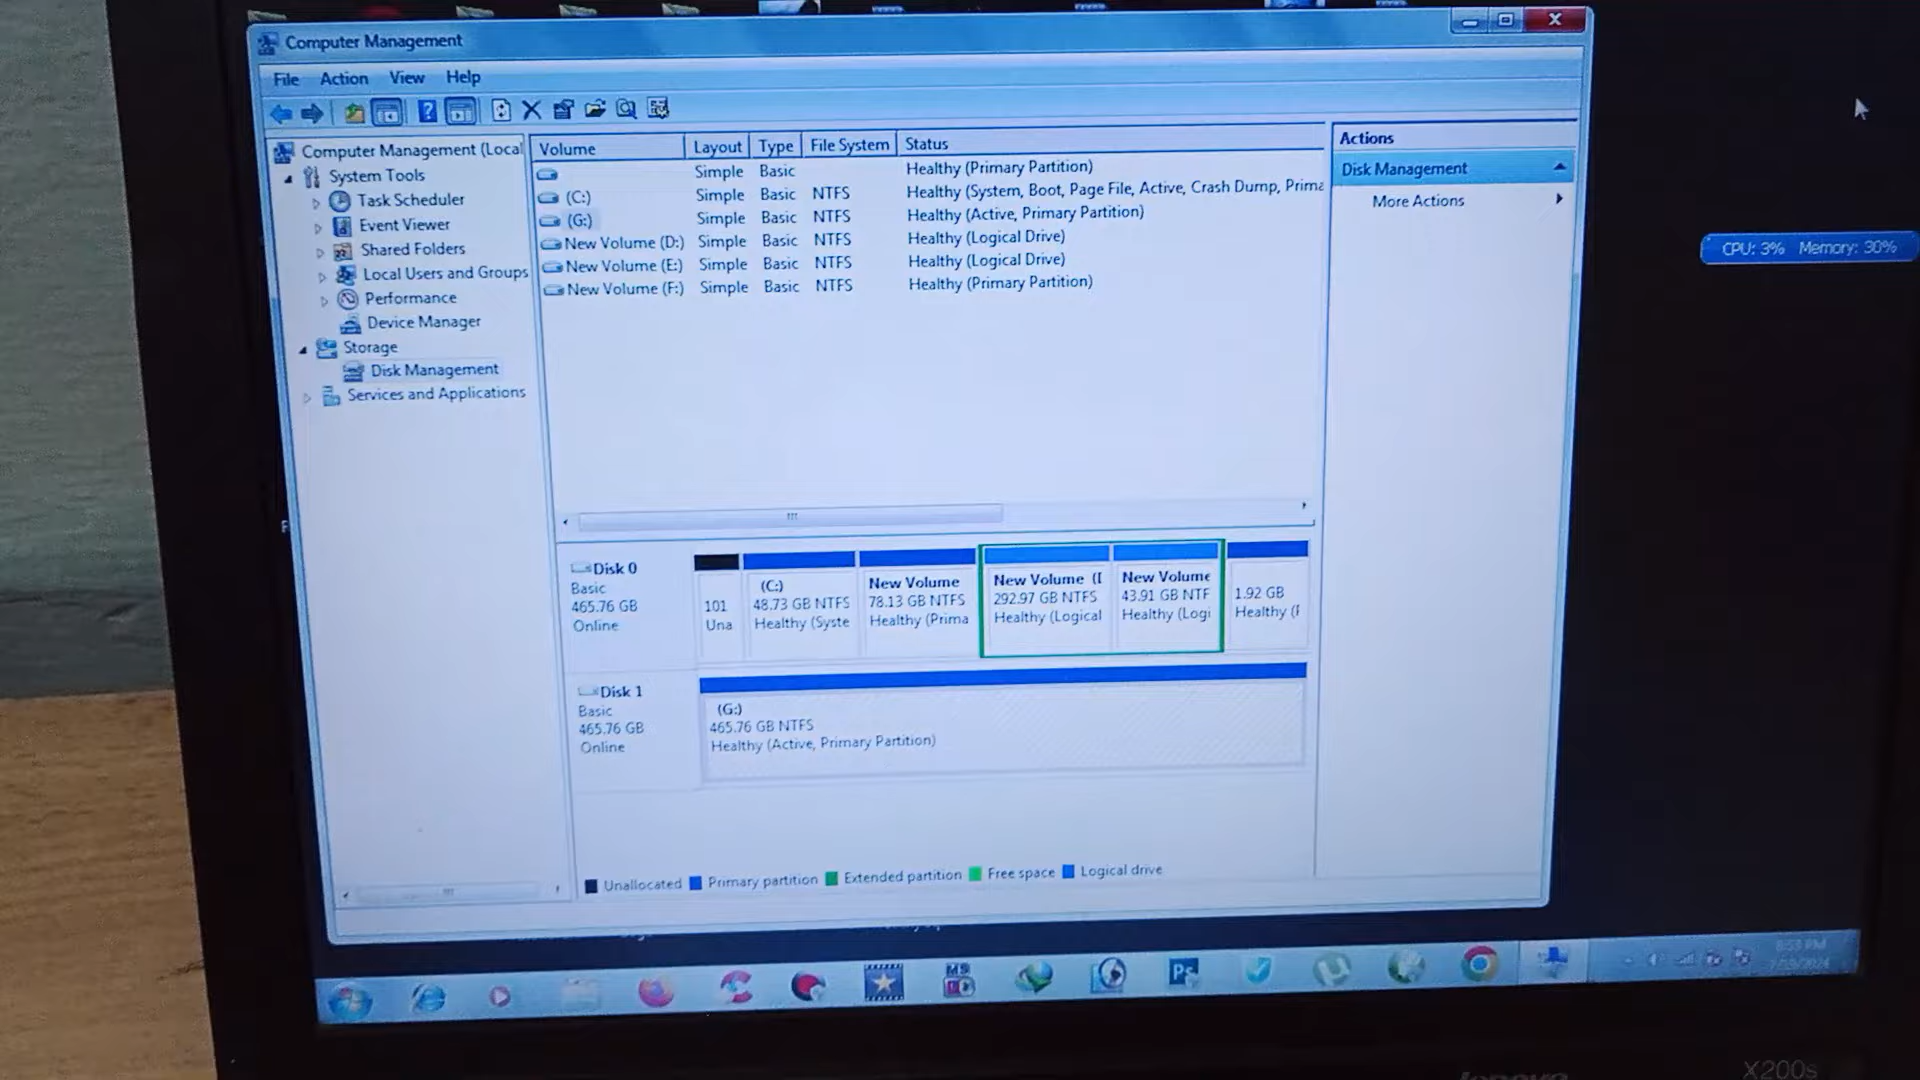 Computer Management
File Action View Help
Computer Management (Local
System Tools
Task Scheduler
Event Viewer
Shared Folders
Local Users and Groups
Performance
Device Manager
Storage
Disk Management
Services and Applications
Volume Layout Type File System Status
Simple Basic Healthy (Primary Partition)
(C:) Simple Basic NTFS Healthy (System, Boot, Page File, Active, Crash Dump, Prima
(G:) Simple Basic NTFS Healthy (Active, Primary Partition)
New Volume (D:) Simple Basic NTFS Healthy (Logical Drive)
New Volume (E:) Simple Basic NTFS Healthy (Logical Drive)
New Volume (F:) Simple Basic NTFS Healthy (Primary Partition)
Actions
Disk Management
More Actions
CPU: 3% Memory: 30%
Disk 0
Basic
465.76 GB
Online
101
Una
(C:)
48.73 GB NTFS
Healthy (Syste
New Volume
78.13 GB NTFS
Healthy (Prima
New Volume (D
292.97 GB NTFS
Healthy (Logical
New Volume
43.91 GB NTF
Healthy (Logi
1.92 GB
Healthy (
Disk 1
Basic
465.76 GB
Online
(G:)
465.76 GB NTFS
Healthy (Active, Primary Partition)
Unallocated Primary partition Extended partition Free space Logical drive
MS
Ps
8:53 PM
lenovo
X200s